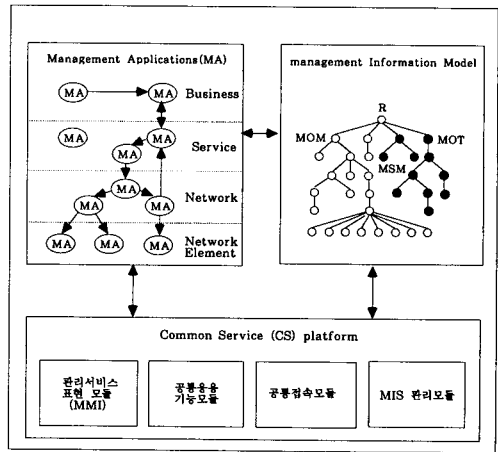 Management Applications(MA)
MA
MA
Business
MA
MA
Service
MA
MA
MA
MA
Network
MA
MA
MA
Network
Element
management Information Model
R
MOM
MOT
MSM
Common Service (CS) platform
관리서비스
표현 모듈
(MMI)
공통응용
기능모듈
공통접속모듈
MIS 관리모듈